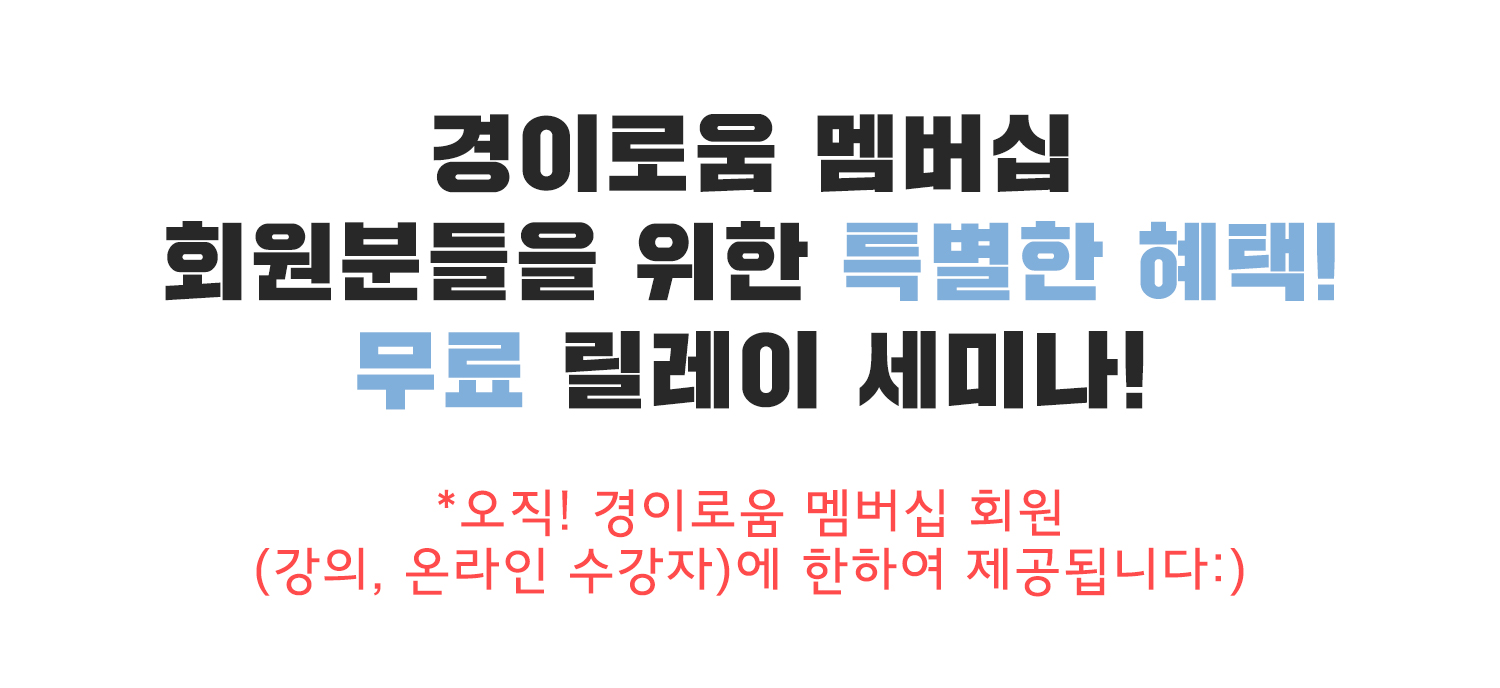 경이로움 멤버십
회원분들을 위한 특별한 혜택!
무료 릴레이 세미나!
*오직! 경이로움 멤버십 회원
(강의, 온라인 수강자)에 한하여 제공됩니다:)